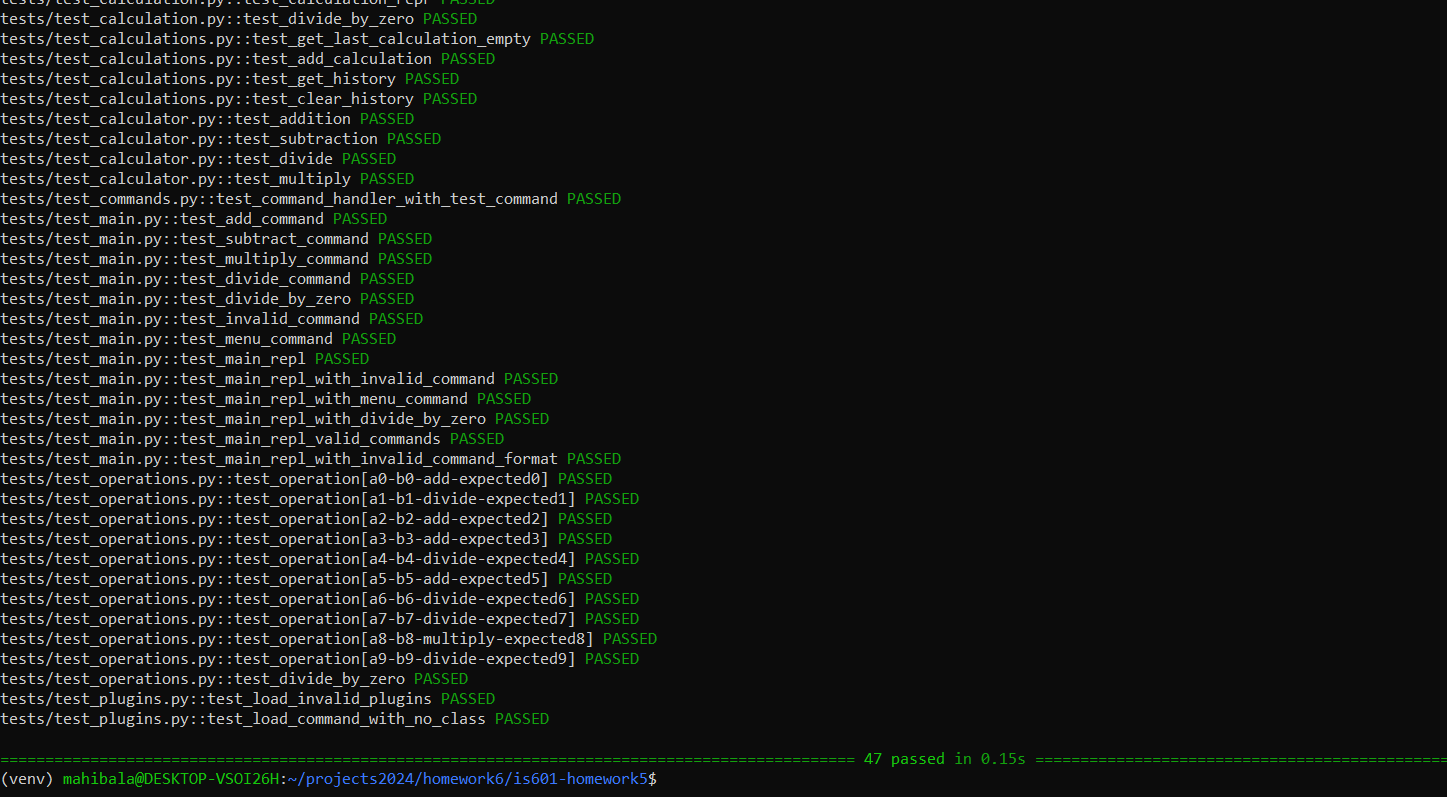 tests/test_calculation.py::test_calculation_repr PASSED
tests/test_calculation.py::test_divide_by_zero PASSED
tests/test_calculations.py::test_get_last_calculation_empty PASSED
tests/test_calculations.py::test_add_calculation PASSED
tests/test_calculations.py::test_get_history PASSED
tests/test_calculations.py::test_clear_history PASSED
tests/test_calculator.py::test_addition PASSED
tests/test_calculator.py::test_subtraction PASSED
tests/test_calculator.py::test_divide PASSED
tests/test_calculator.py::test_multiply PASSED
tests/test_commands.py::test_command_handler_with_test_command PASSED
tests/test_main.py::test_add_command PASSED
tests/test_main.py::test_subtract_command PASSED
tests/test_main.py::test_multiply_command PASSED
tests/test_main.py::test_divide_command PASSED
tests/test_main.py::test_divide_by_zero PASSED
tests/test_main.py::test_invalid_command PASSED
tests/test_main.py::test_menu_command PASSED
tests/test_main.py::test_main_repl PASSED
tests/test_main.py::test_main_repl_with_invalid_command PASSED
tests/test_main.py::test_main_repl_with_menu_command PASSED
tests/test_main.py::test_main_repl_with_divide_by_zero PASSED
tests/test_main.py::test_main_repl_valid_commands PASSED
tests/test_main.py::test_main_repl_with_invalid_command_format PASSED
tests/test_operations.py::test_operation[a0-b0-add-expected0] PASSED
tests/test_operations.py::test_operation[a1-b1-divide-expected1] PASSED
tests/test_operations.py::test_operation[a2-b2-add-expected2] PASSED
tests/test_operations.py::test_operation[a3-b3-add-expected3] PASSED
tests/test_operations.py::test_operation[a4-b4-divide-expected4] PASSED
tests/test_operations.py::test_operation[a5-b5-add-expected5] PASSED
tests/test_operations.py::test_operation[a6-b6-divide-expected6] PASSED
tests/test_operations.py::test_operation[a7-b7-divide-expected7] PASSED
tests/test_operations.py::test_operation[a8-b8-multiply-expected8] PASSED
tests/test_operations.py::test_operation[a9-b9-divide-expected9] PASSED
tests/test_operations.py::test_divide_by_zero PASSED
tests/test_plugins.py::test_load_invalid_plugins PASSED
tests/test_plugins.py::test_load_command_with_no_class PASSED
=============================================================================================== 47 passed in 0.15s ==============================================
(venv) mahibala@DESKTOP-VSOI26H:~/projects2024/homework6/is601-homework5$